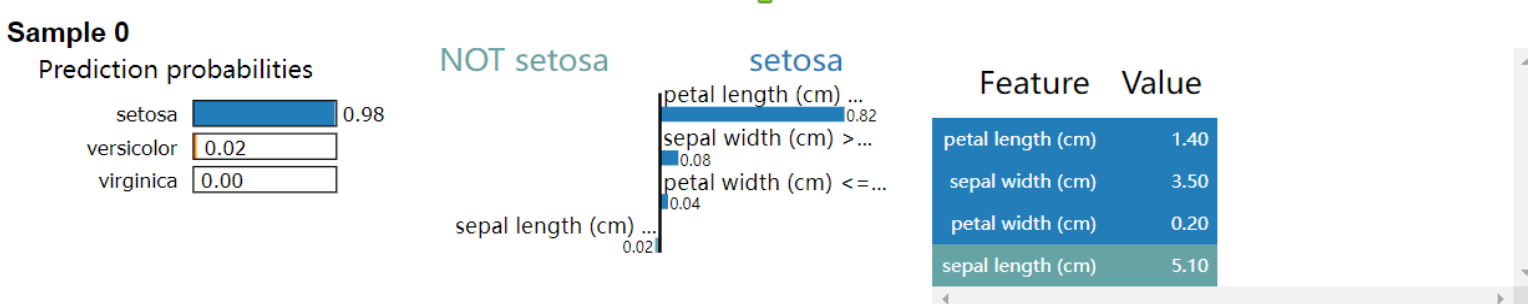 Sample 0
Prediction probabilities
setosa 0.98
versicolor 0.02
virginica 0.00
NOT setosa setosa
petal length (cm) ...
0.82
sepal width (cm) >...
0.08
petal width (cm) <=...
0.04
sepal length (cm) ...
0.02
Feature Value
petal length (cm) 1.40
sepal width (cm) 3.50
petal width (cm) 0.20
sepal length (cm) 5.10